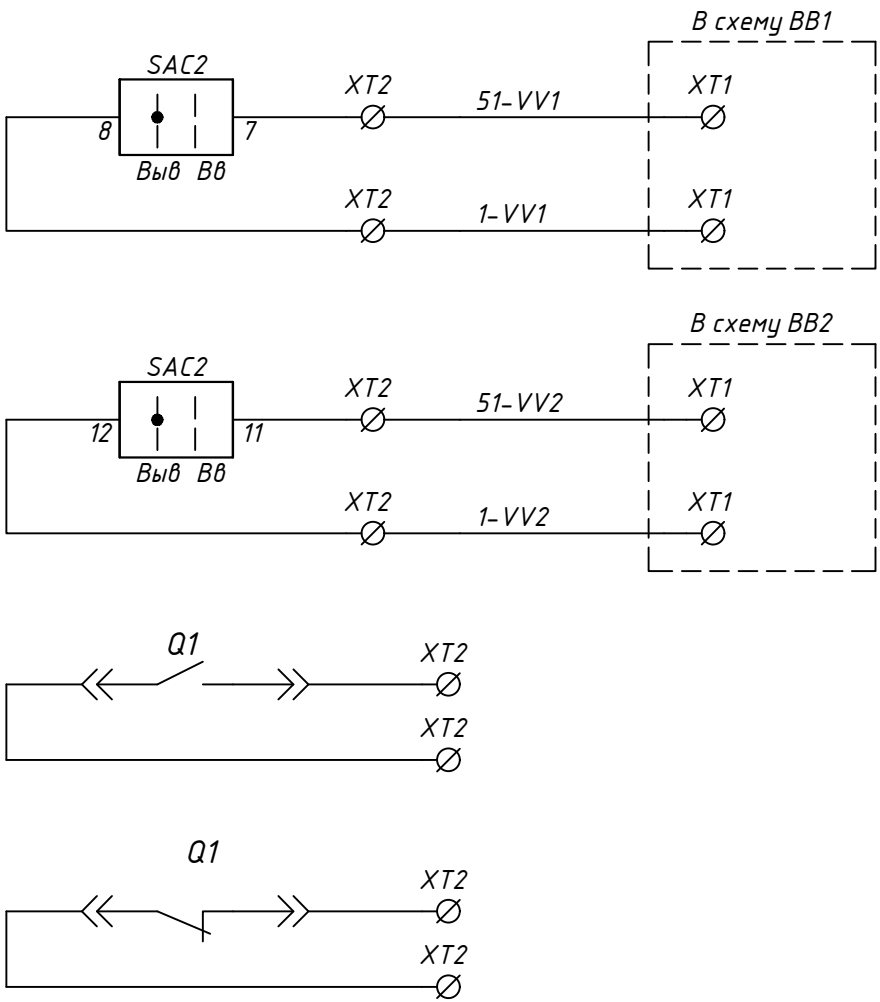 В схему ВВ1
SAC2
XT2
51-VV1
XT1
8
7
Выв Вв
XT2
1-VV1
XT1
В схему ВВ2
SAC2
XT2
51-VV2
XT1
12
11
Выв Вв
XT2
1-VV2
XT1
Q1
XT2
XT2
Q1
XT2
XT2